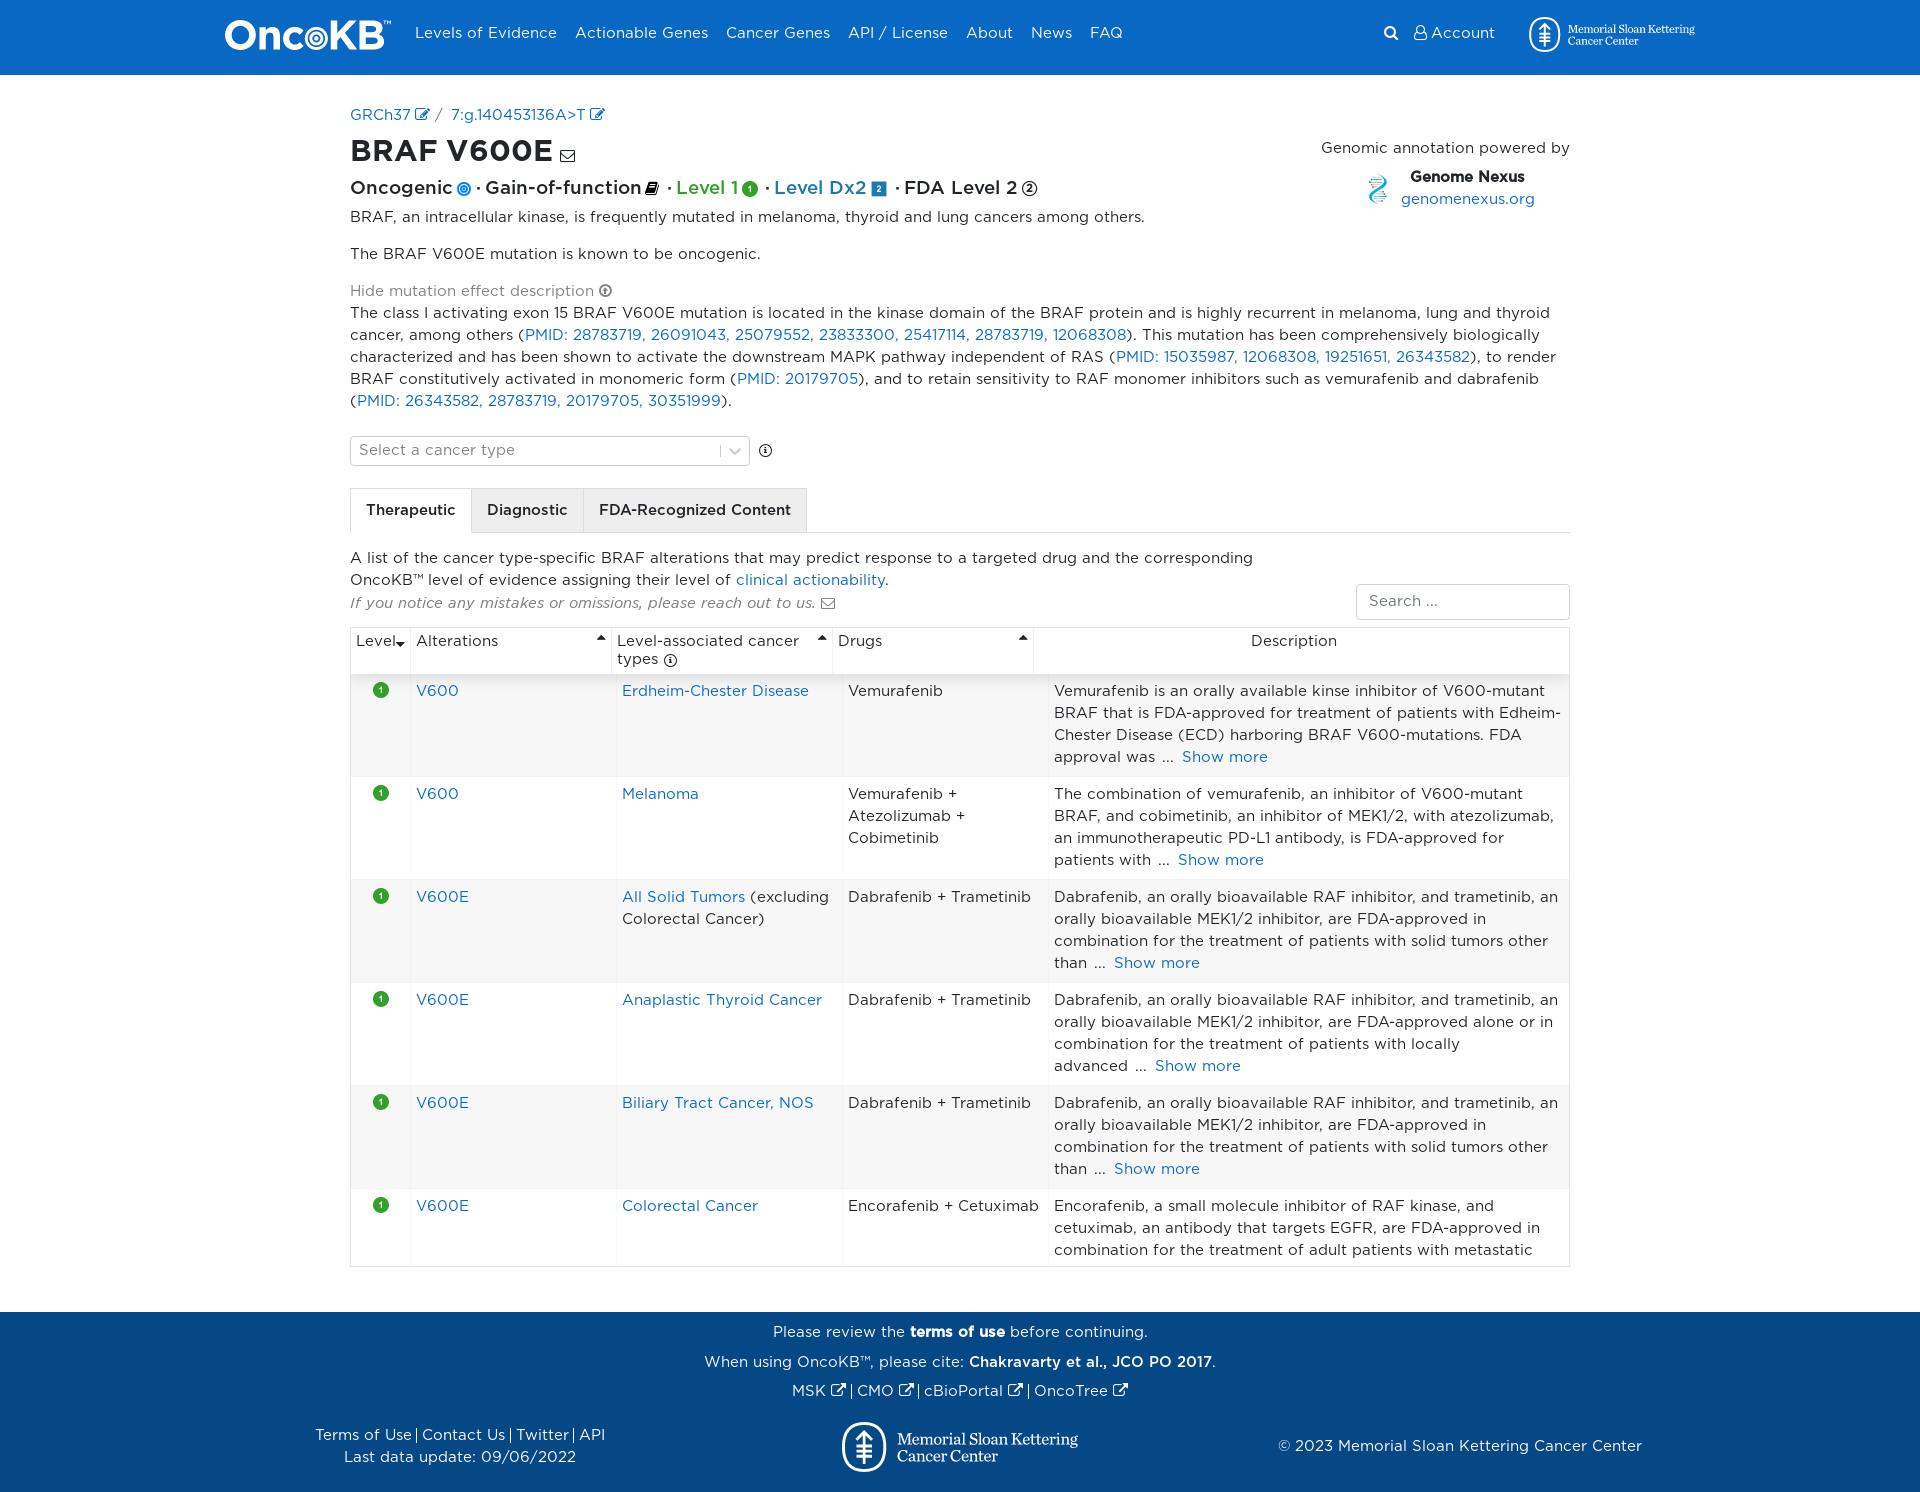 OncoKB™ Levels of Evidence Actionable Genes Cancer Genes API / License About News FAQ Account Memorial Sloan Kettering
Cancer Center
GRCh37 / 7:g.140453136A>T
BRAF V600E
Genomic annotation powered by
Genome Nexus
genomenexus.org
Oncogenic · Gain-of-function · Level 1 1 · Level Dx2 2 · FDA Level 2 2
BRAF, an intracellular kinase, is frequently mutated in melanoma, thyroid and lung cancers among others.
The BRAF V600E mutation is known to be oncogenic.
Hide mutation effect description
The class I activating exon 15 BRAF V600E mutation is located in the kinase domain of the BRAF protein and is highly recurrent in melanoma, lung and thyroid
cancer, among others (PMID: 28783719, 26091043, 25079552, 23833300, 25417114, 28783719, 12068308). This mutation has been comprehensively biologically
characterized and has been shown to activate the downstream MAPK pathway independent of RAS (PMID: 15035987, 12068308, 19251651, 26343582), to render
BRAF constitutively activated in monomeric form (PMID: 20179705), and to retain sensitivity to RAF monomer inhibitors such as vemurafenib and dabrafenib
(PMID: 26343582, 28783719, 20179705, 30351999).
Select a cancer type
Therapeutic Diagnostic FDA-Recognized Content
A list of the cancer type-specific BRAF alterations that may predict response to a targeted drug and the corresponding
OncoKB™ level of evidence assigning their level of clinical actionability.
If you notice any mistakes or omissions, please reach out to us.
Search ...
Level Alterations Level-associated cancer Drugs Description
types
1 V600 Erdheim-Chester Disease Vemurafenib Vemurafenib is an orally available kinse inhibitor of V600-mutant
BRAF that is FDA-approved for treatment of patients with Edheim-
Chester Disease (ECD) harboring BRAF V600-mutations. FDA
approval was ... Show more
1 V600 Melanoma Vemurafenib + The combination of vemurafenib, an inhibitor of V600-mutant
Atezolizumab + BRAF, and cobimetinib, an inhibitor of MEK1/2, with atezolizumab,
Cobimetinib an immunotherapeutic PD-L1 antibody, is FDA-approved for
patients with ... Show more
1 V600E All Solid Tumors (excluding Dabrafenib + Trametinib Dabrafenib, an orally bioavailable RAF inhibitor, and trametinib, an
Colorectal Cancer) orally bioavailable MEK1/2 inhibitor, are FDA-approved in
combination for the treatment of patients with solid tumors other
than ... Show more
1 V600E Anaplastic Thyroid Cancer Dabrafenib + Trametinib Dabrafenib, an orally bioavailable RAF inhibitor, and trametinib, an
orally bioavailable MEK1/2 inhibitor, are FDA-approved alone or in
combination for the treatment of patients with locally
advanced ... Show more
1 V600E Biliary Tract Cancer, NOS Dabrafenib + Trametinib Dabrafenib, an orally bioavailable RAF inhibitor, and trametinib, an
orally bioavailable MEK1/2 inhibitor, are FDA-approved in
combination for the treatment of patients with solid tumors other
than ... Show more
1 V600E Colorectal Cancer Encorafenib + Cetuximab Encorafenib, a small molecule inhibitor of RAF kinase, and
cetuximab, an antibody that targets EGFR, are FDA-approved in
combination for the treatment of adult patients with metastatic
Please review the terms of use before continuing.
When using OncoKB™, please cite: Chakravarty et al., JCO PO 2017.
MSK | CMO | cBioPortal | OncoTree
Terms of Use | Contact Us | Twitter | API
Last data update: 09/06/2022
Memorial Sloan Kettering
Cancer Center
© 2023 Memorial Sloan Kettering Cancer Center